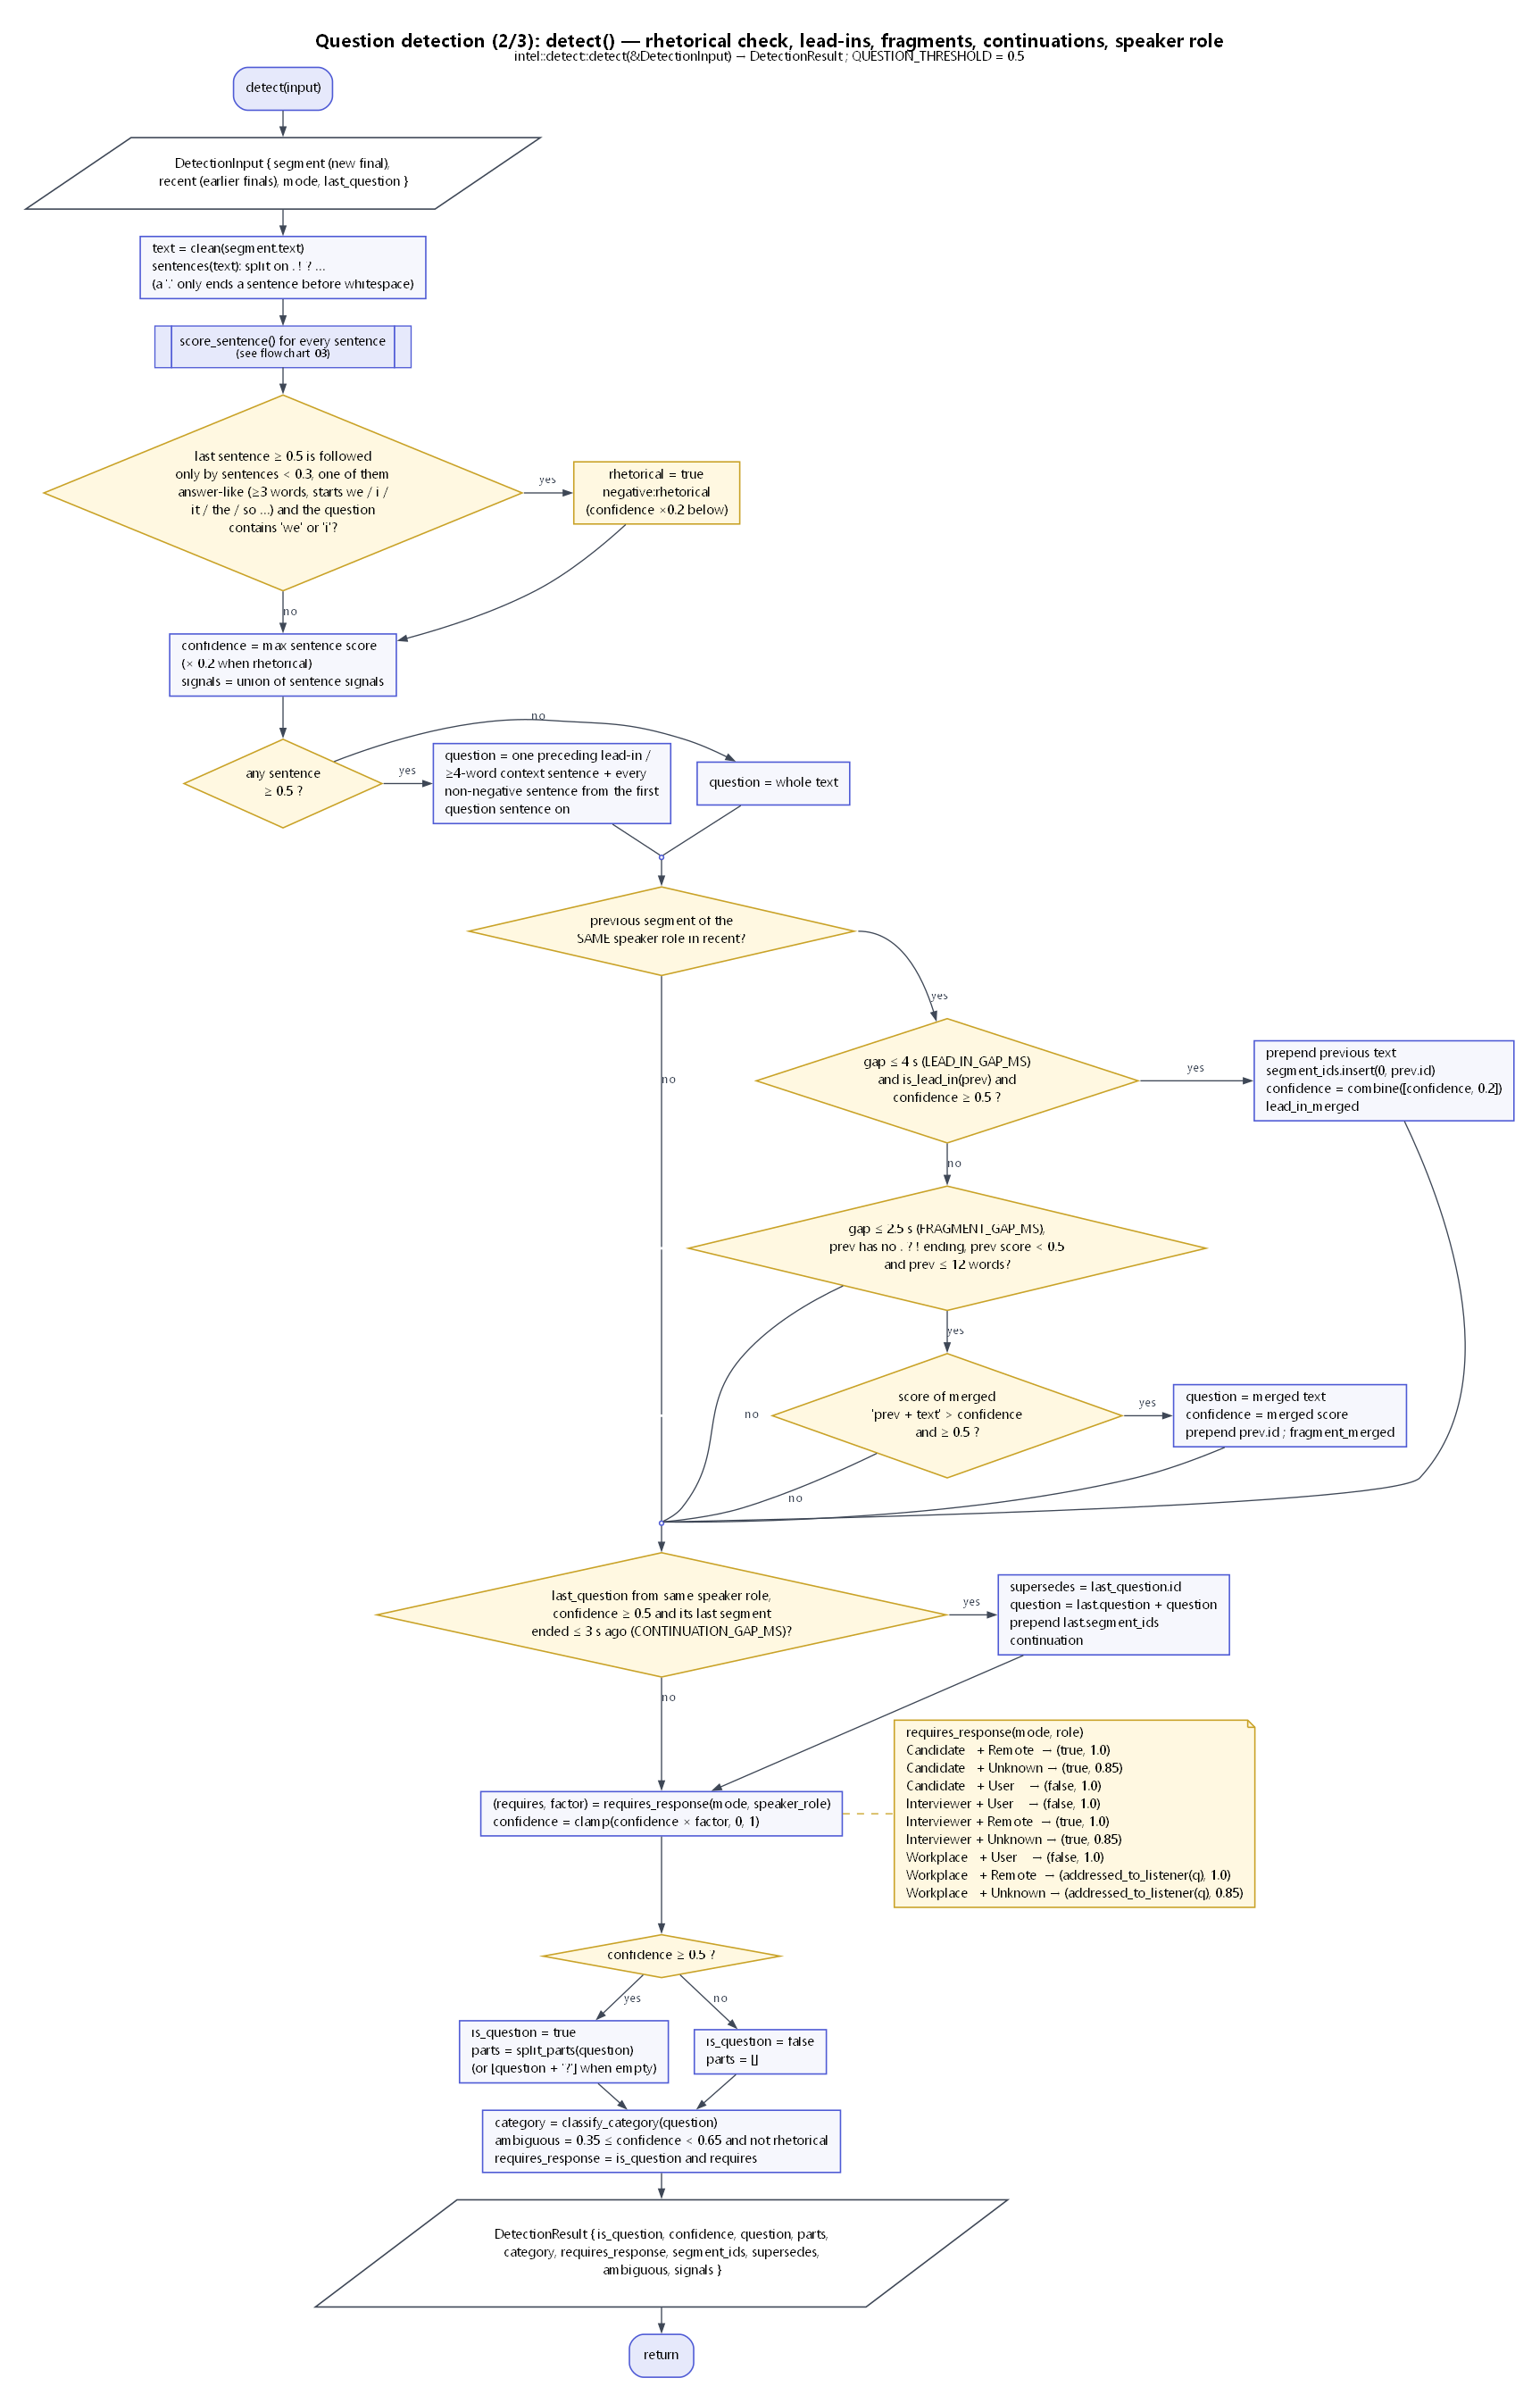 Question detection (2/3): detect() — rhetorical check, lead-ins, fragments, continuations, speaker role
intel::detect::detect(&DetectionInput) → DetectionResult ; QUESTION_THRESHOLD = 0.5
detect(input)
DetectionInput { segment (new final),
recent (earlier finals), mode, last_question }
text = clean(segment.text)
sentences(text): split on . ! ? …
(a '.' only ends a sentence before whitespace)
score_sentence() for every sentence
(see flowchart 03)
last sentence ≥ 0.5 is followed
only by sentences < 0.3, one of them
answer-like (≥3 words, starts we / i /
it / the / so …) and the question
contains 'we' or 'i'?
yes
rhetorical = true
negative:rhetorical
(confidence ×0.2 below)
no
confidence = max sentence score
(× 0.2 when rhetorical)
signals = union of sentence signals
no
any sentence
≥ 0.5 ?
yes
question = one preceding lead-in /
≥4-word context sentence + every
non-negative sentence from the first
question sentence on
question = whole text
previous segment of the
SAME speaker role in recent?
yes
no
gap ≤ 4 s (LEAD_IN_GAP_MS)
and is_lead_in(prev) and
confidence ≥ 0.5 ?
yes
prepend previous text
segment_ids.insert(0, prev.id)
confidence = combine([confidence, 0.2])
lead_in_merged
no
gap ≤ 2.5 s (FRAGMENT_GAP_MS),
prev has no . ? ! ending, prev score < 0.5
and prev ≤ 12 words?
yes
no
score of merged
'prev + text' > confidence
and ≥ 0.5 ?
yes
question = merged text
confidence = merged score
prepend prev.id ; fragment_merged
no
last_question from same speaker role,
confidence ≥ 0.5 and its last segment
ended ≤ 3 s ago (CONTINUATION_GAP_MS)?
yes
supersedes = last_question.id
question = last.question + question
prepend last.segment_ids
continuation
no
requires_response(mode, role)
Candidate + Remote → (true, 1.0)
Candidate + Unknown → (true, 0.85)
Candidate + User → (false, 1.0)
Interviewer + User → (false, 1.0)
Interviewer + Remote → (true, 1.0)
Interviewer + Unknown → (true, 0.85)
Workplace + User → (false, 1.0)
Workplace + Remote → (addressed_to_listener(q), 1.0)
Workplace + Unknown → (addressed_to_listener(q), 0.85)
(requires, factor) = requires_response(mode, speaker_role)
confidence = clamp(confidence × factor, 0, 1)
confidence ≥ 0.5 ?
yes
no
is_question = true
parts = split_parts(question)
(or [question + '?'] when empty)
is_question = false
parts = []
category = classify_category(question)
ambiguous = 0.35 ≤ confidence < 0.65 and not rhetorical
requires_response = is_question and requires
DetectionResult { is_question, confidence, question, parts,
category, requires_response, segment_ids, supersedes,
ambiguous, signals }
return